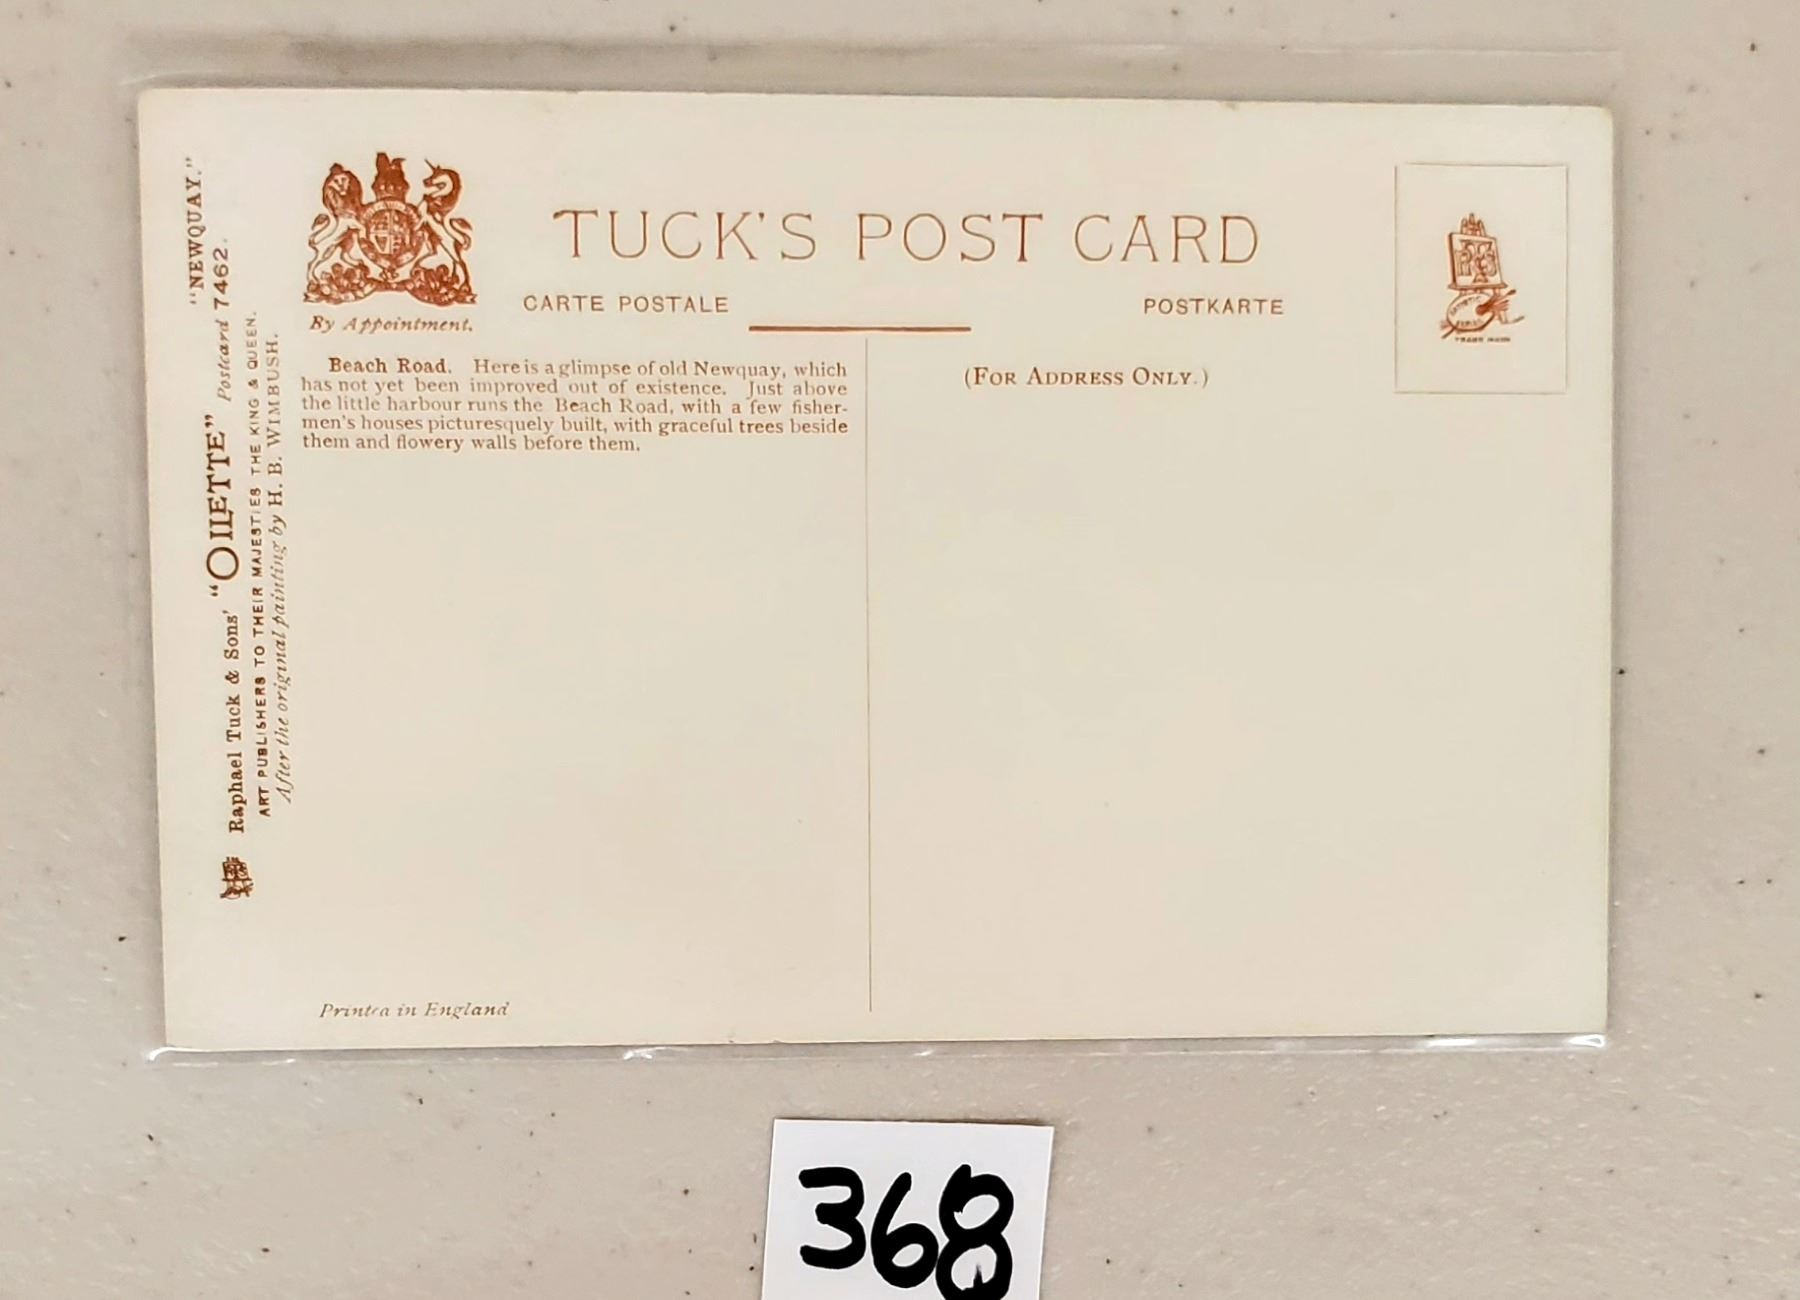 "NEWQUAY."
Raphael Tuck & Sons' "OILETTE" Postcard 7462.
ART PUBLISHERS TO THEIR MAJESTIES THE KING & QUEEN.
After the original painting by H. B. WIMBUSH.
By Appointment.
TUCK'S POST CARD
CARTE POSTALE
POSTKARTE
Beach Road. Here is a glimpse of old Newquay, which
has not yet been improved out of existence. Just above
the little harbour runs the Beach Road, with a few fisher-
men's houses picturesquely built, with graceful trees beside
them and flowery walls before them.
(FOR ADDRESS ONLY.)
TRADE MARK
Printed in England
368